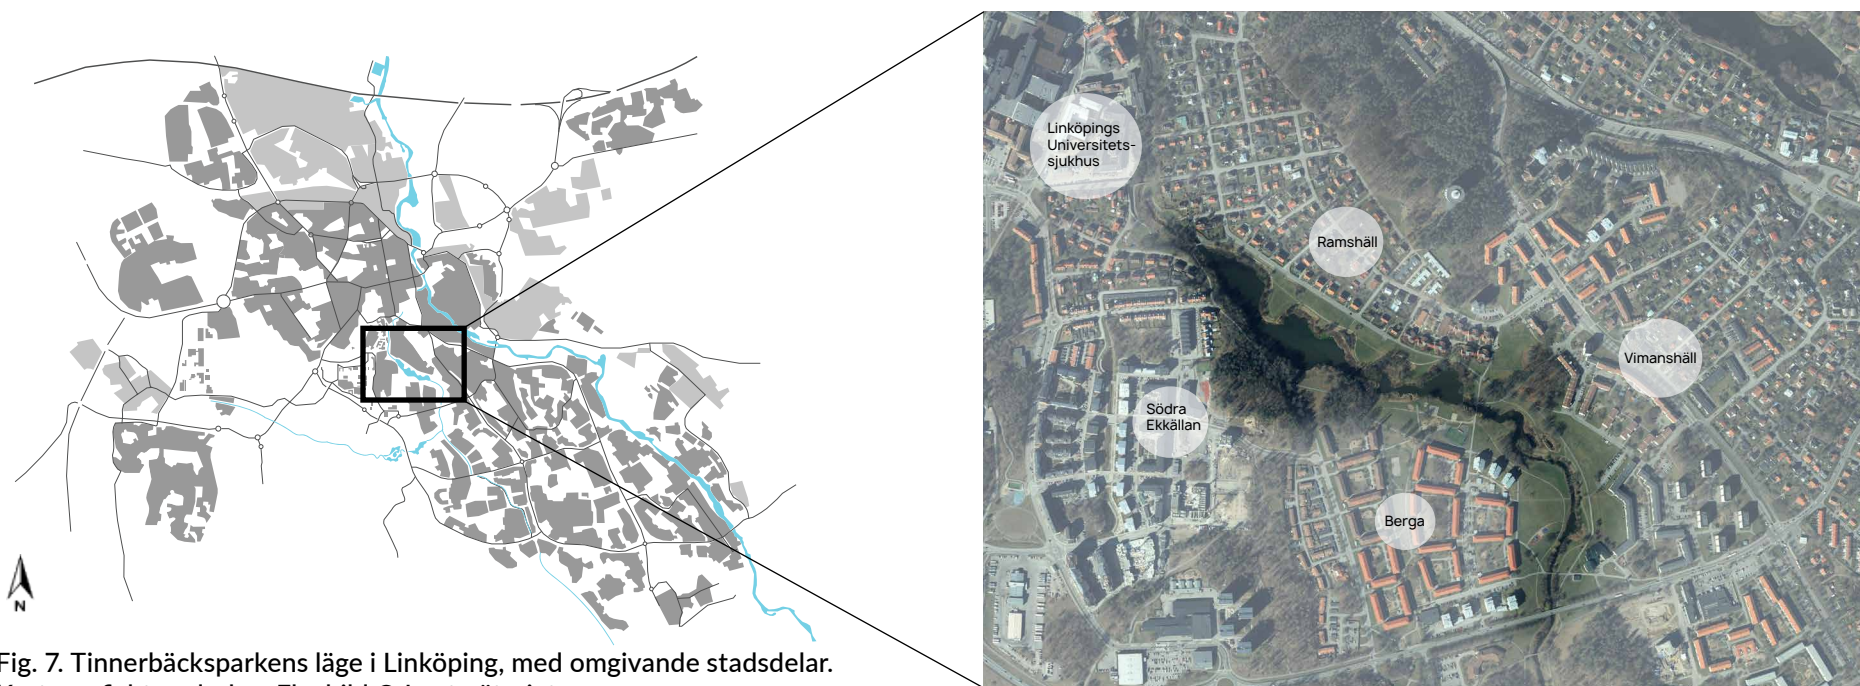 Linköpings
Universitets-
sjukhus
Ramshäll
Vimanshäll
Södra
Ekkällan
Berga
N
Fig. 7. Tinnerbäcksparkens läge i Linköping, med omgivande stadsdelar.